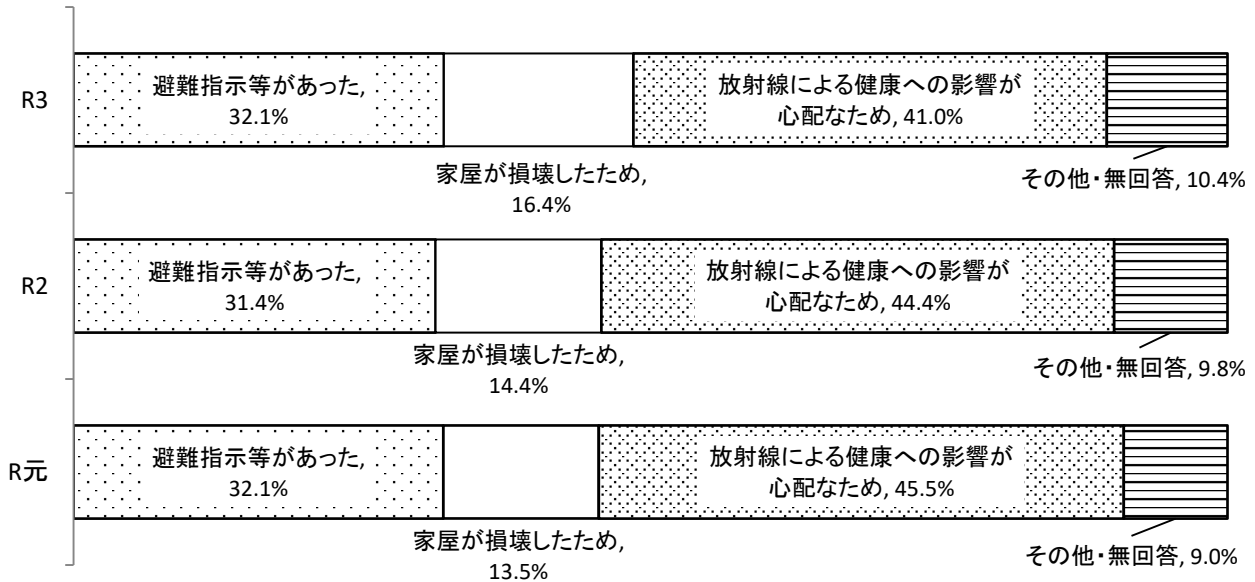 R3
避難指示等があった,
32.1%
家屋が損壊したため,
16.4%
放射線による健康への影響が
心配なため, 41.0%
その他・無回答, 10.4%
R2
避難指示等があった,
31.4%
家屋が損壊したため,
14.4%
放射線による健康への影響が
心配なため, 44.4%
その他・無回答, 9.8%
R元
避難指示等があった,
32.1%
家屋が損壊したため,
13.5%
放射線による健康への影響が
心配なため, 45.5%
その他・無回答, 9.0%